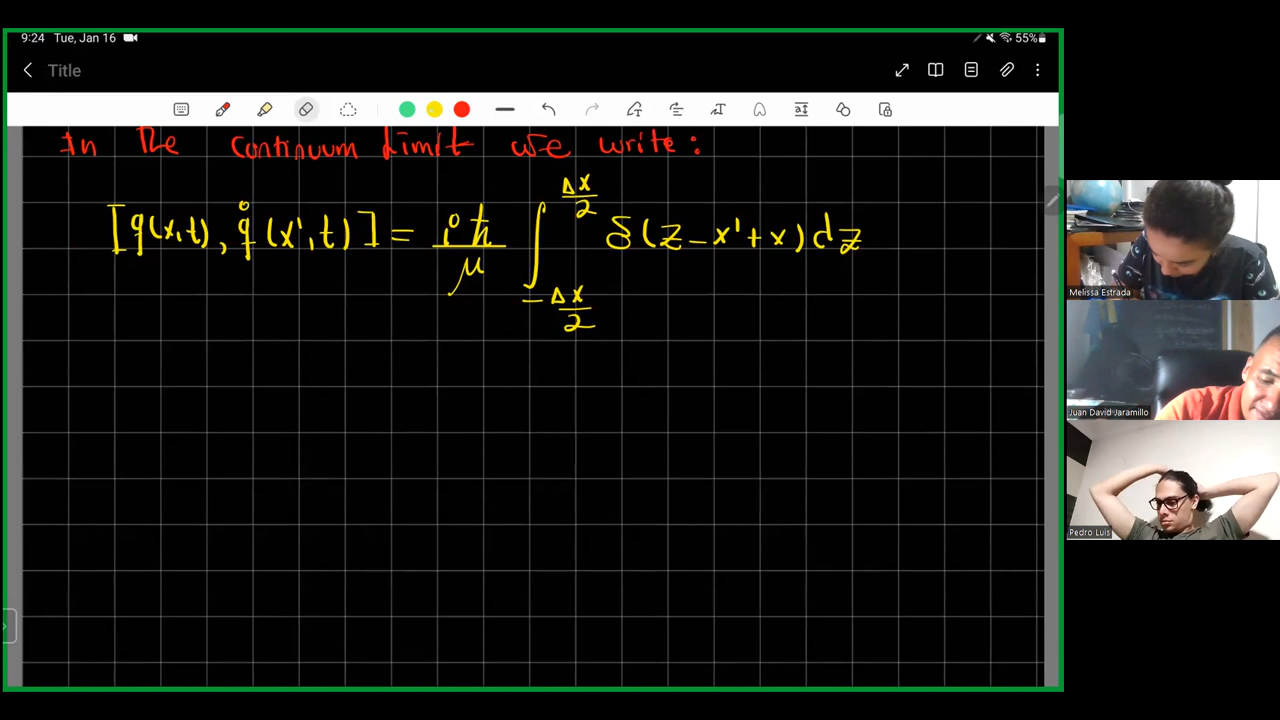 9:24 Tue, Jan 16
55%
Title
In The continuum Limit we write:
[q(x,t), q̊(x',t)] = iħ/μ ∫_{-Δx/2}^{Δx/2} δ(z-x'+x)dz
Melissa Estrada
Juan David Jaramillo
Pedro Luis